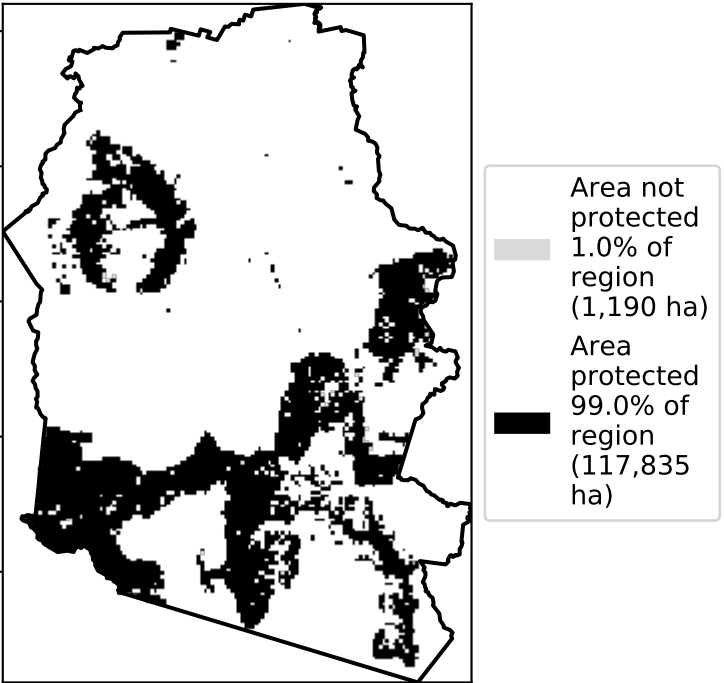 Area not
protected
1.0% of
region
(1,190 ha)
Area
protected
99.0% of
region
(117,835
ha)